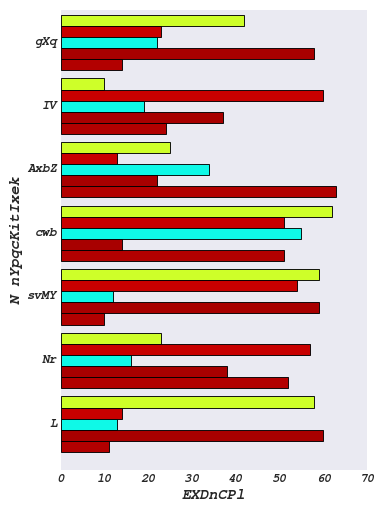 gXq
IV
AxbZ
cwb
svMY
Nr
L
N nYpqcKitIxek
0 10 20 30 40 50 60 70
EXDnCPl